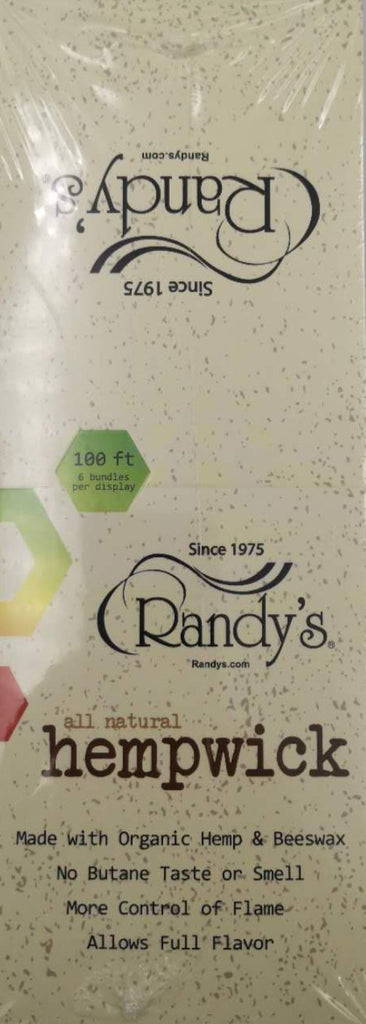 Randys.com
Randy's
Since 1975
100 ft
6 bundles
per display
Since 1975
Randy's®
Randys.com
all natural
hempwick
Made with Organic Hemp & Beeswax
No Butane Taste or Smell
More Control of Flame
Allows Full Flavor